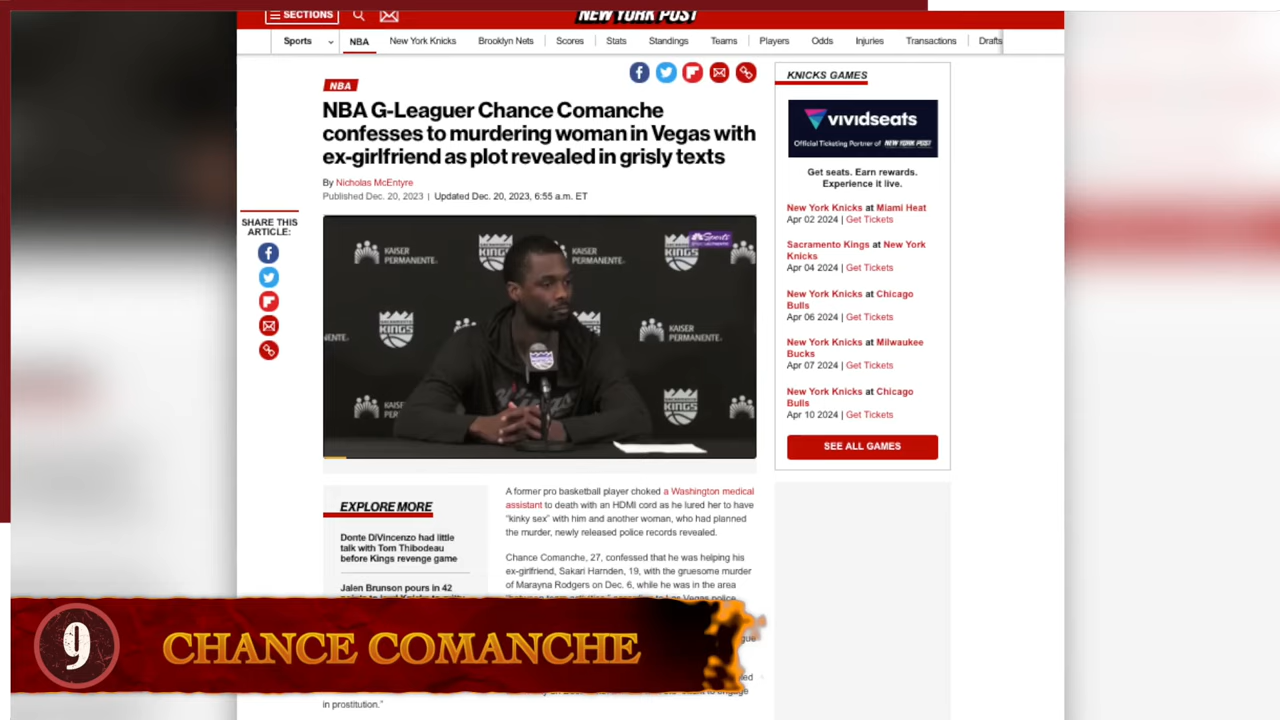 SECTIONS
NEW YORK POST
Sports
NBA
New York Knicks
Brooklyn Nets
Scores
Stats
Standings
Teams
Players
Odds
Injuries
Transactions
Drafts
NBA
NBA G-Leaguer Chance Comanche
confesses to murdering woman in Vegas with
ex-girlfriend as plot revealed in grisly texts
By Nicholas McEntyre
Published Dec. 20, 2023 | Updated Dec. 20, 2023, 6:55 a.m. ET
SHARE THIS
ARTICLE:
KAISER
PERMANENTE
KINGS
KAISER
PERMANENTE
KINGS
Sports
NENTE
KINGS
KAISER
PERMANENTE
KAISER
KINGS
EXPLORE MORE
Donte DiVincenzo had little
talk with Tom Thibodeau
before Kings revenge game
Jalen Brunson pours in 42
A former pro basketball player choked a Washington medical
assistant to death with an HDMI cord as he lured her to have
"kinky sex" with him and another woman, who had planned
the murder, newly released police records revealed.
Chance Comanche, 27, confessed that he was helping his
ex-girlfriend, Sakari Harnden, 19, with the gruesome murder
of Marayna Rodgers on Dec. 6, while he was in the area
in prostitution."
KNICKS GAMES
vividseats
Official Ticketing Partner of NEW YORK POST
Get seats. Earn rewards.
Experience it live.
New York Knicks at Miami Heat
Apr 02 2024 | Get Tickets
Sacramento Kings at New York
Knicks
Apr 04 2024 | Get Tickets
New York Knicks at Chicago
Bulls
Apr 06 2024 | Get Tickets
New York Knicks at Milwaukee
Bucks
Apr 07 2024 | Get Tickets
New York Knicks at Chicago
Bulls
Apr 10 2024 | Get Tickets
SEE ALL GAMES
9
CHANCE COMANCHE